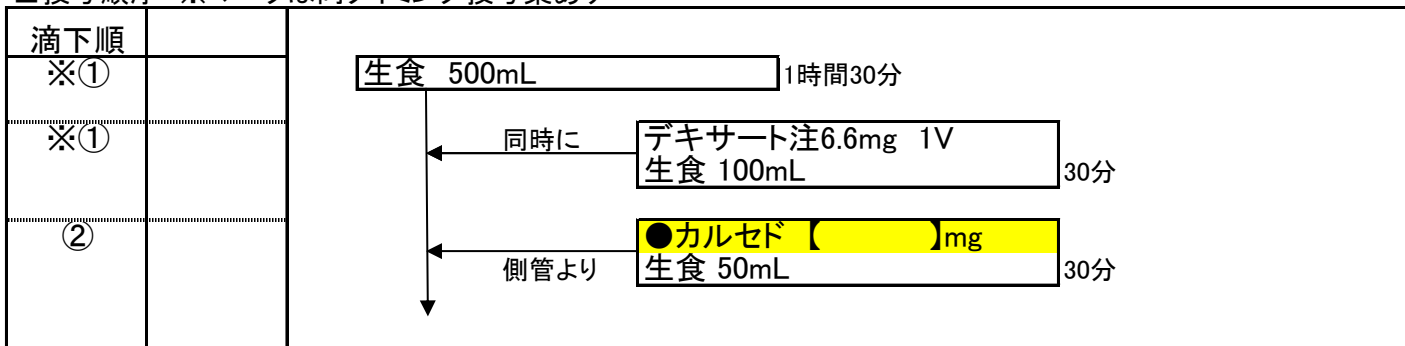 滴下順
※① 生食 500mL 1時間30分
※① 同時に デキサート注6.6mg 1V
生食 100mL 30分
② ●カルセド 【 】mg
側管より 生食 50mL 30分